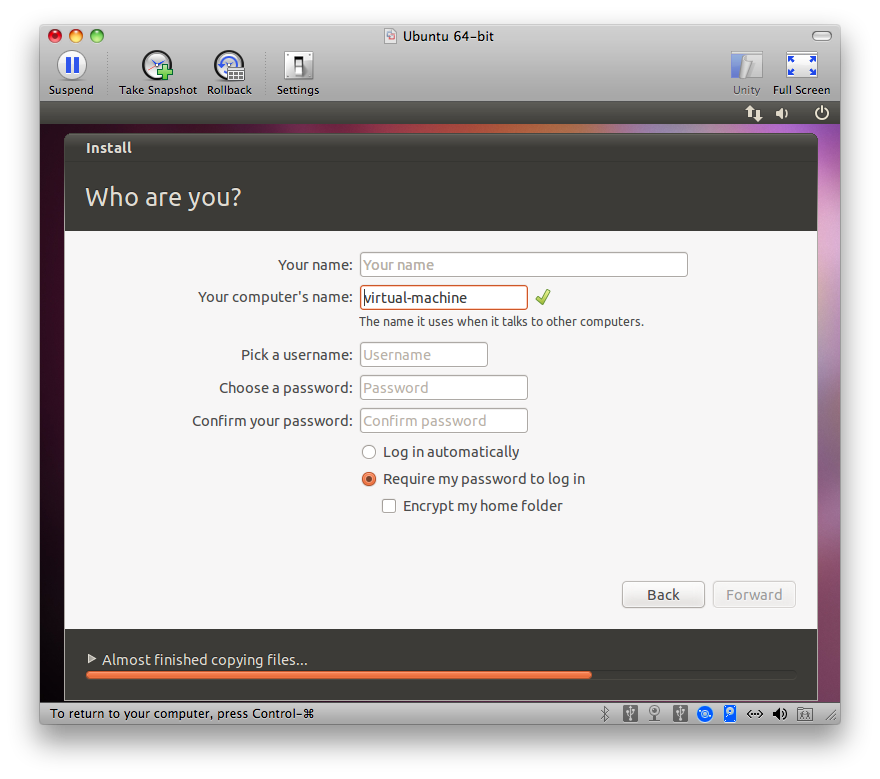 Ubuntu 64-bit
Suspend Take Snapshot Rollback Settings Unity Full Screen
Install
Who are you?
Your name: Your name
Your computer's name: virtual-machine
The name it uses when it talks to other computers.
Pick a username: Username
Choose a password: Password
Confirm your password: Confirm password
Log in automatically
Require my password to log in
Encrypt my home folder
Back Forward
Almost finished copying files...
To return to your computer, press Control-⌘